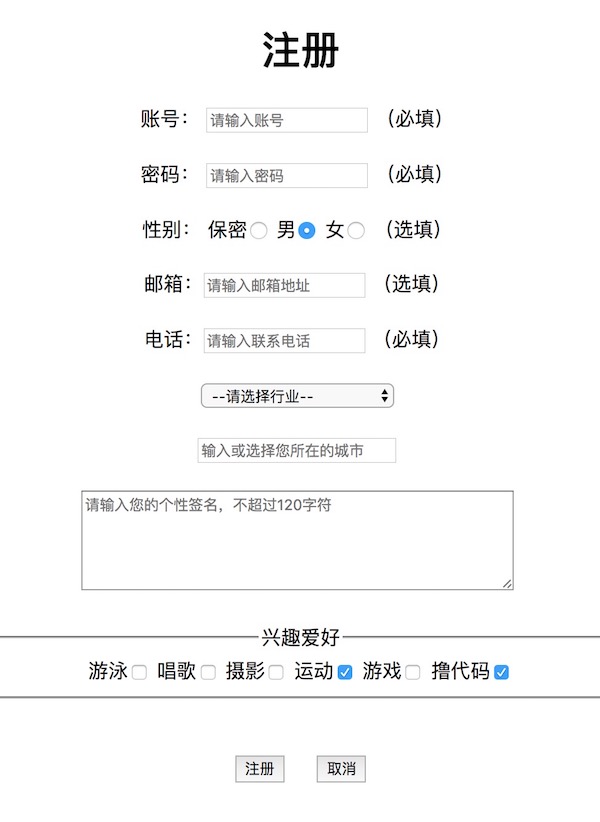 注册
账号： 请输入账号 （必填）
密码： 请输入密码 （必填）
性别： 保密 男 女 （选填）
邮箱： 请输入邮箱地址 （选填）
电话： 请输入联系电话 （必填）
--请选择行业--
输入或选择您所在的城市
请输入您的个性签名，不超过120字符
兴趣爱好
游泳 唱歌 摄影 运动 游戏 撸代码
注册 取消